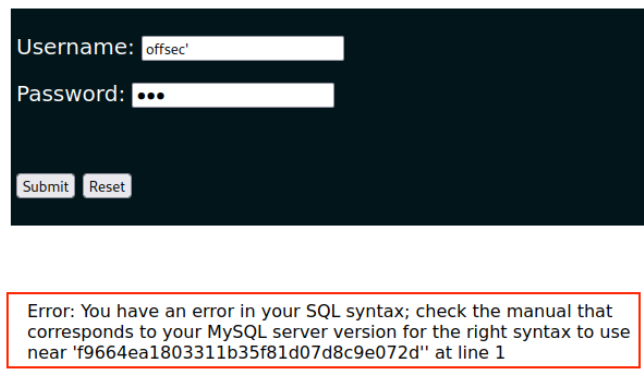 Username: offsec'
Password: •••
Submit Reset
Error: You have an error in your SQL syntax; check the manual that
corresponds to your MySQL server version for the right syntax to use
near 'f9664ea1803311b35f81d07d8c9e072d'' at line 1